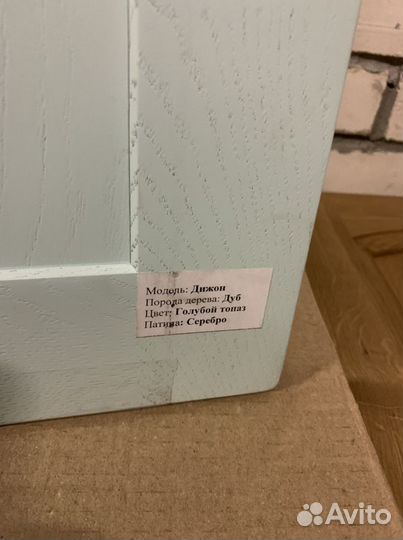 Модель: Дижон
Порода дерева: Дуб
Цвет: Голубой топаз
Патина: Серебро
Avito